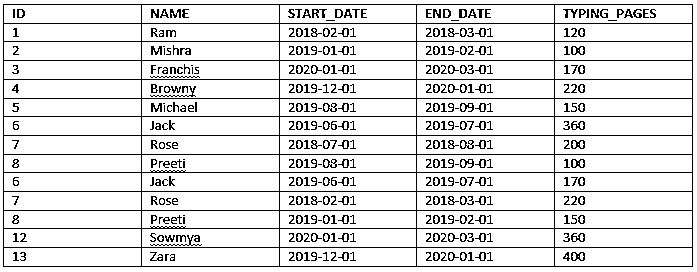 ID NAME START_DATE END_DATE TYPING_PAGES
1 Ram 2018-02-01 2018-03-01 120
2 Mishra 2019-01-01 2019-02-01 100
3 Franchis 2020-01-01 2020-03-01 170
4 Browny 2019-12-01 2020-01-01 220
5 Michael 2019-08-01 2019-09-01 150
6 Jack 2019-06-01 2019-07-01 360
7 Rose 2018-07-01 2018-08-01 200
8 Preeti 2019-08-01 2019-09-01 100
6 Jack 2019-06-01 2019-07-01 170
7 Rose 2018-02-01 2018-03-01 220
8 Preeti 2019-01-01 2019-02-01 150
12 Sowmya 2020-01-01 2020-03-01 360
13 Zara 2019-12-01 2020-01-01 400